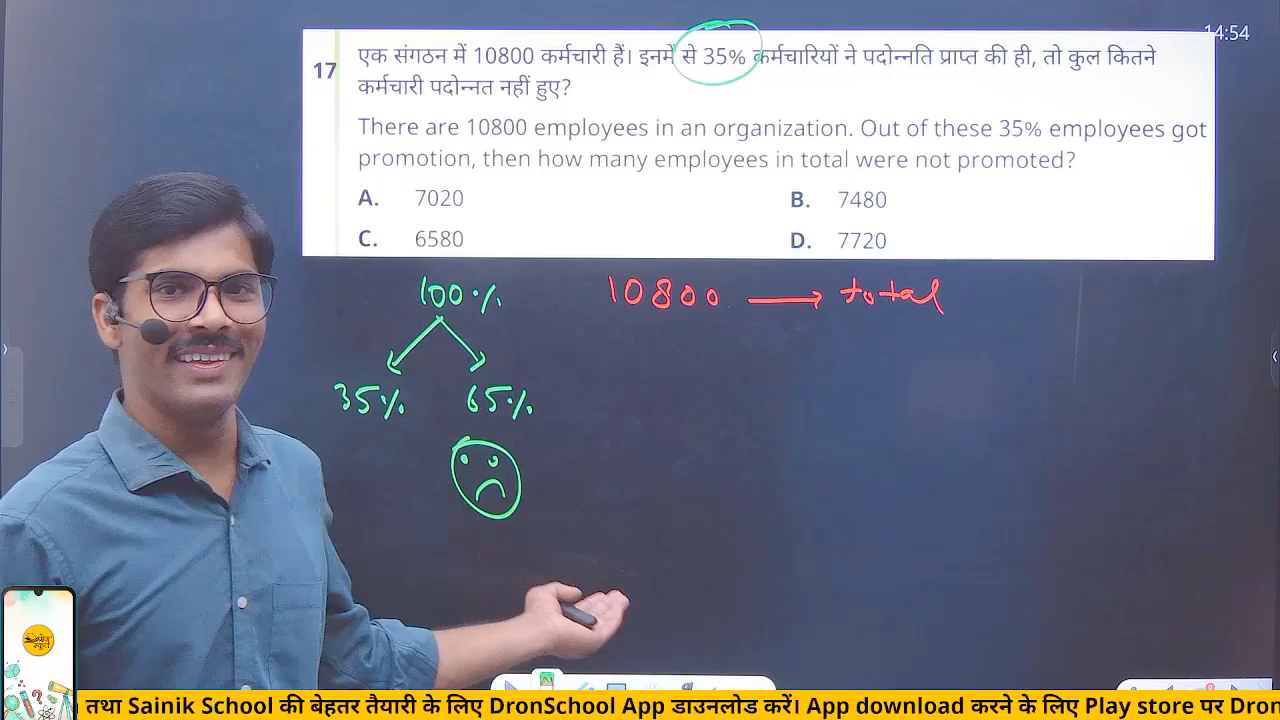 14:54
17 एक संगठन में 10800 कर्मचारी हैं। इनमें से 35% कर्मचारियों ने पदोन्नति प्राप्त की ही, तो कुल कितने
कर्मचारी पदोन्नत नहीं हुए?
There are 10800 employees in an organization. Out of these 35% employees got
promotion, then how many employees in total were not promoted?
A. 7020 B. 7480
C. 6580 D. 7720
100% 10800 → total
35% 65%
तथा Sainik School की बेहतर तैयारी के लिए DronSchool App डाउनलोड करें। App download करने के लिए Play store पर Dron